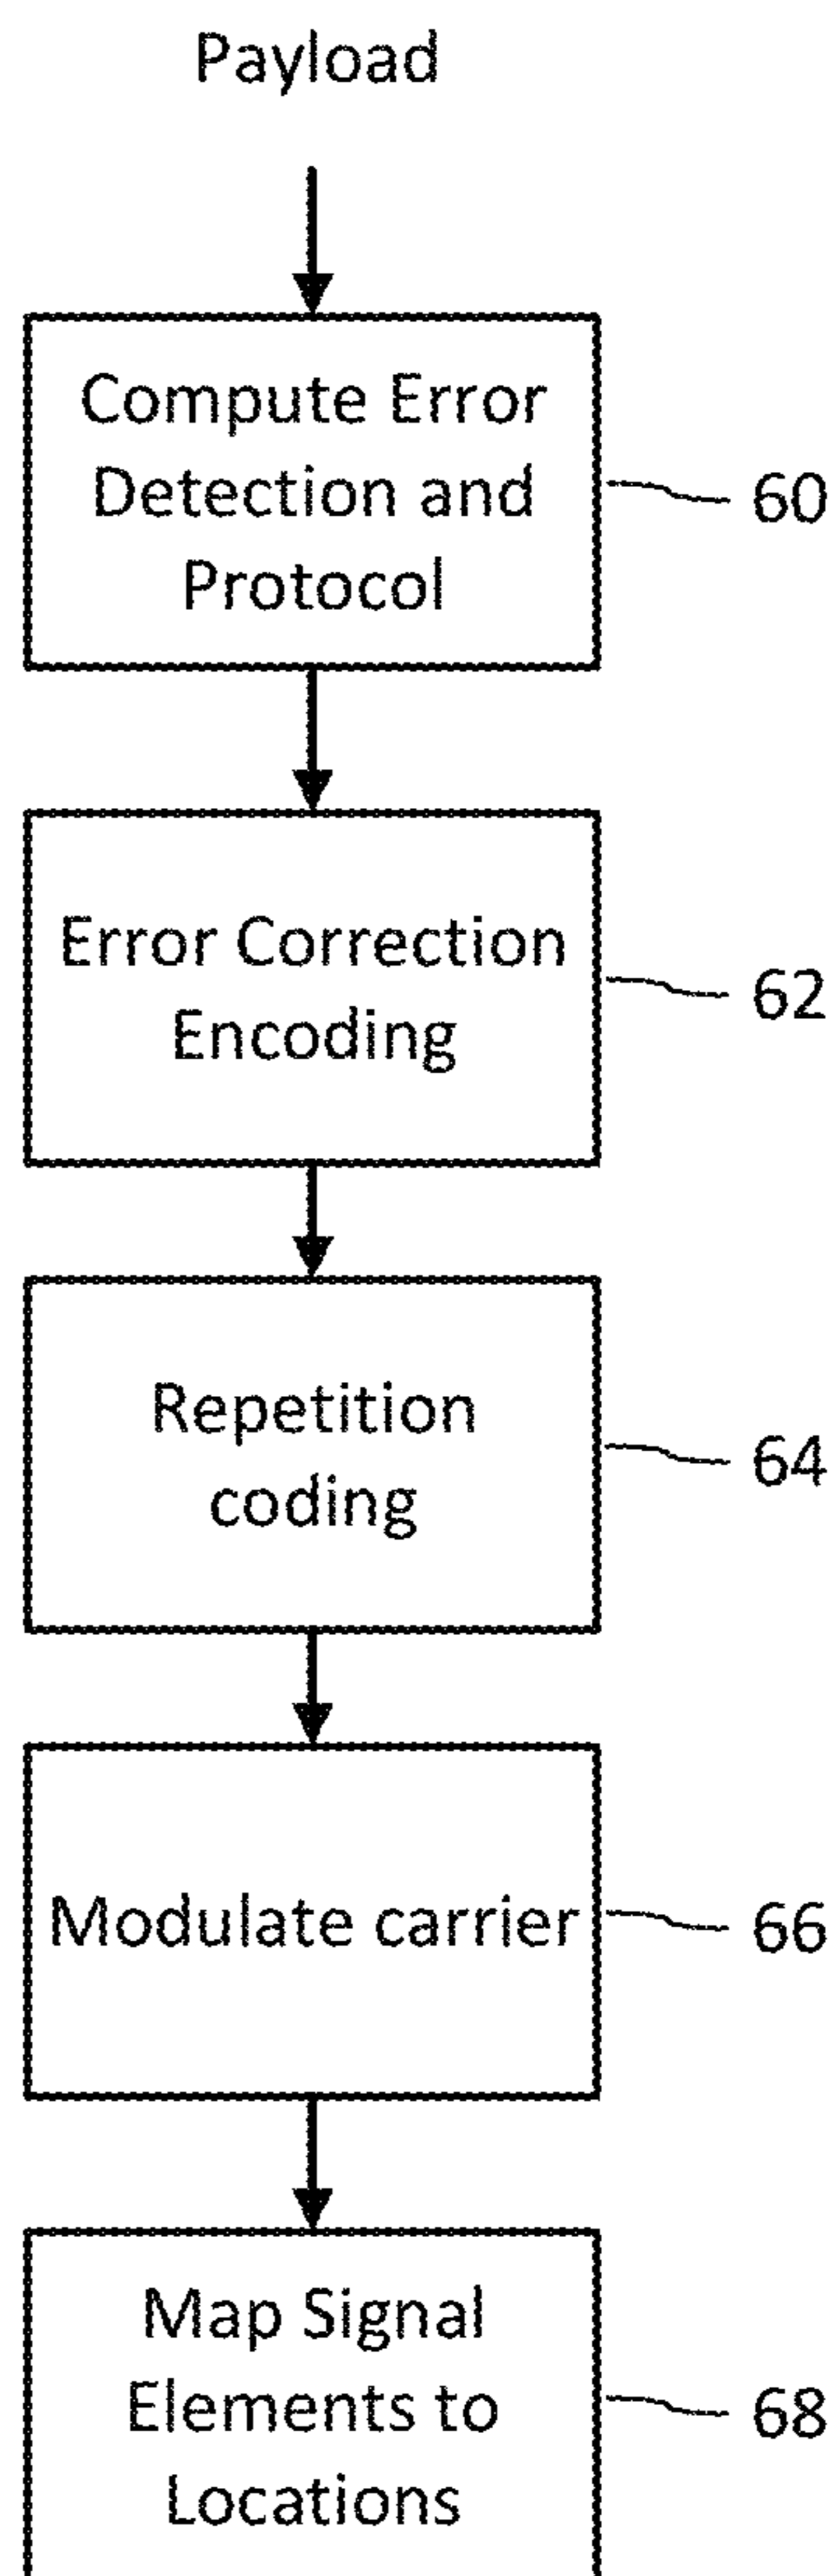 Payload
Compute Error
Detection and
Protocol
60
Error Correction
Encoding
62
Repetition
coding
64
Modulate carrier
66
Map Signal
Elements to
Locations
68